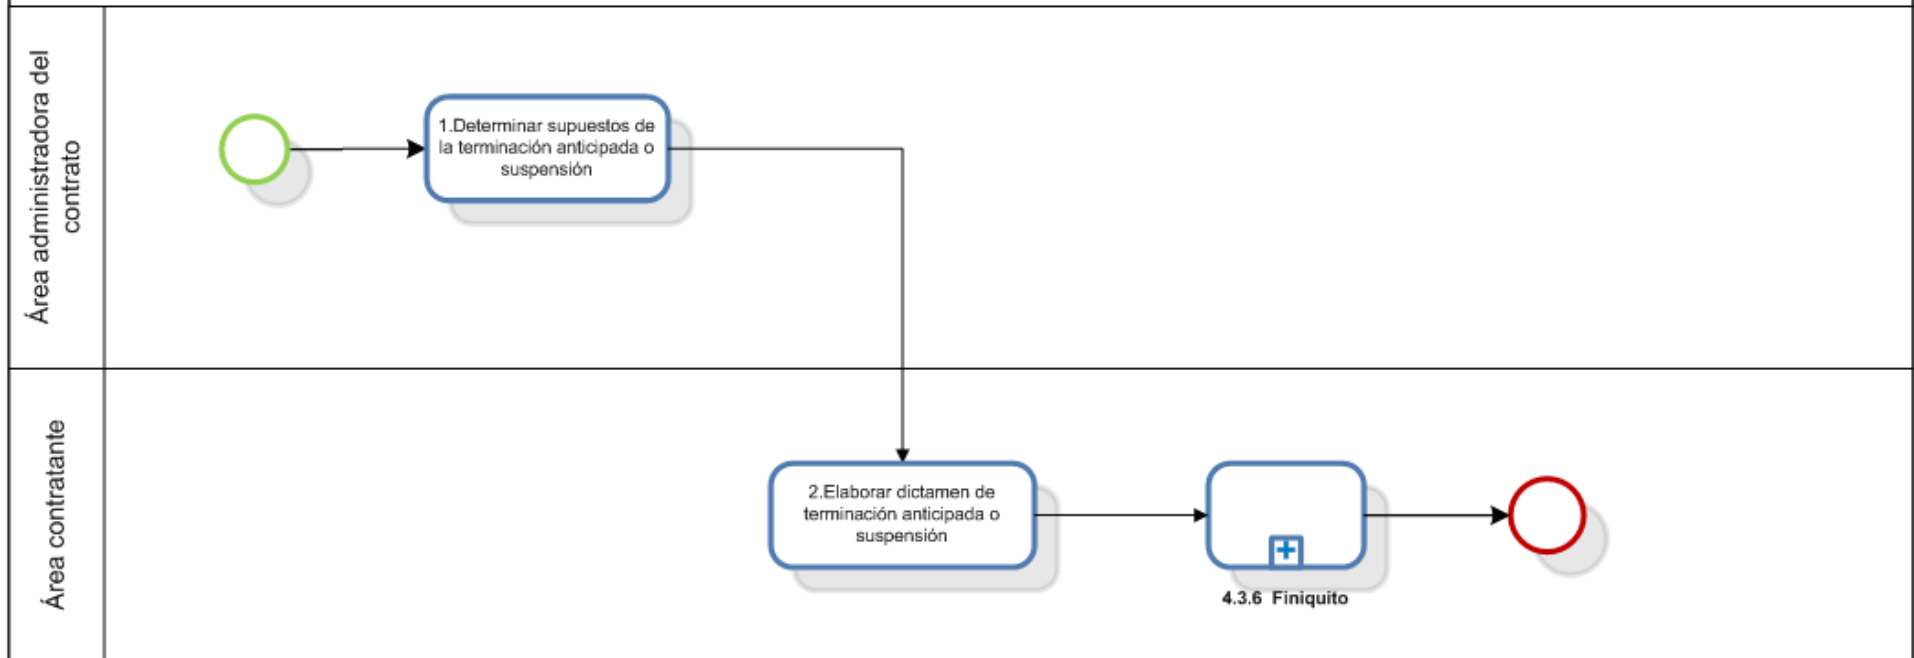 Área administradora del
contrato
1.Determinar supuestos de
la terminación anticipada o
suspensión
Área contratante
2.Elaborar dictamen de
terminación anticipada o
suspensión
4.3.6 Finiquito